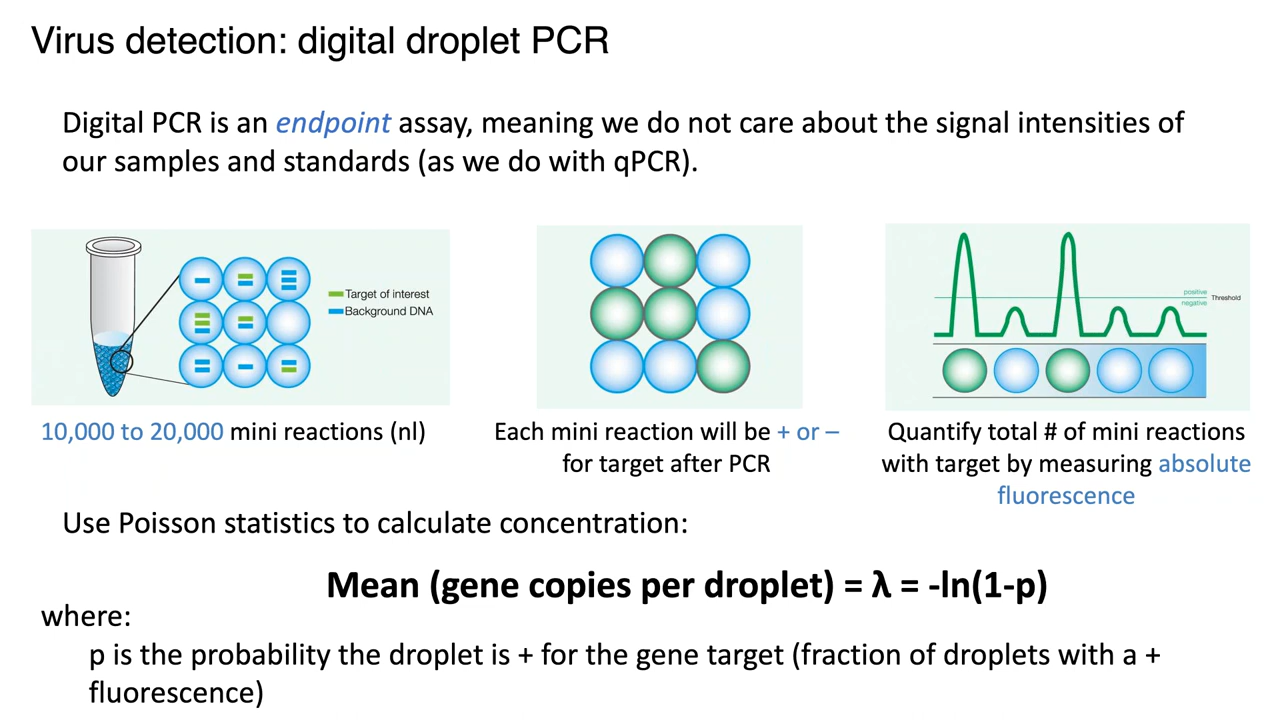 Virus detection: digital droplet PCR
Digital PCR is an endpoint assay, meaning we do not care about the signal intensities of
our samples and standards (as we do with qPCR).
Target of interest
Background DNA
positive
negative
Threshold
10,000 to 20,000 mini reactions (nl)
Each mini reaction will be + or –
for target after PCR
Quantify total # of mini reactions
with target by measuring absolute
fluorescence
Use Poisson statistics to calculate concentration:
Mean (gene copies per droplet) = λ = -ln(1-p)
where:
p is the probability the droplet is + for the gene target (fraction of droplets with a +
fluorescence)